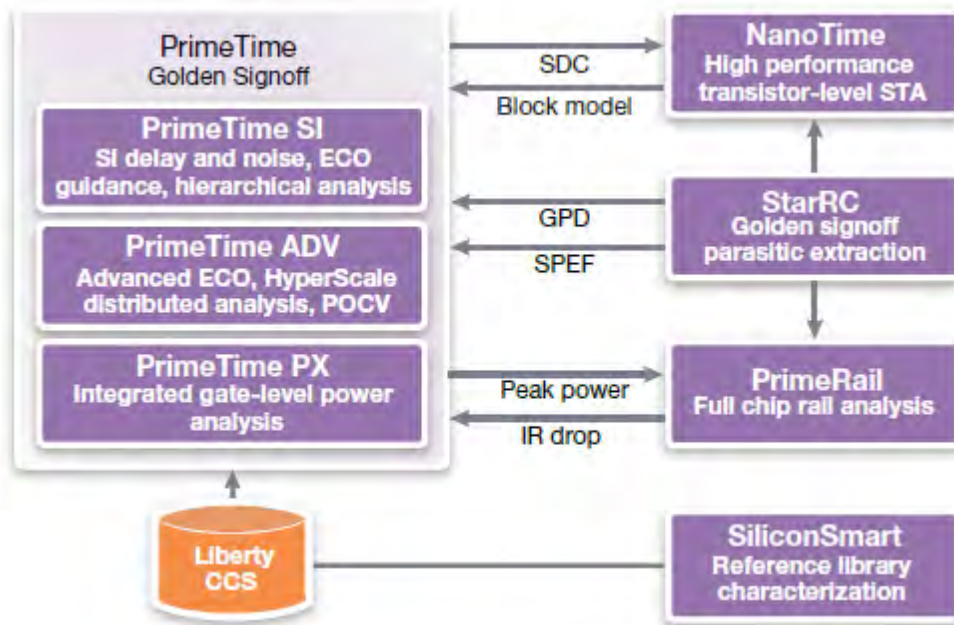 PrimeTime
Golden Signoff
PrimeTime SI
SI delay and noise, ECO
guidance, hierarchical analysis
PrimeTime ADV
Advanced ECO, HyperScale
distributed analysis, POCV
PrimeTime PX
Integrated gate-level power
analysis
Liberty
CCS
SDC
Block model
GPD
SPEF
Peak power
IR drop
NanoTime
High performance
transistor-level STA
StarRC
Golden signoff
parasitic extraction
PrimeRail
Full chip rail analysis
SiliconSmart
Reference library
characterization